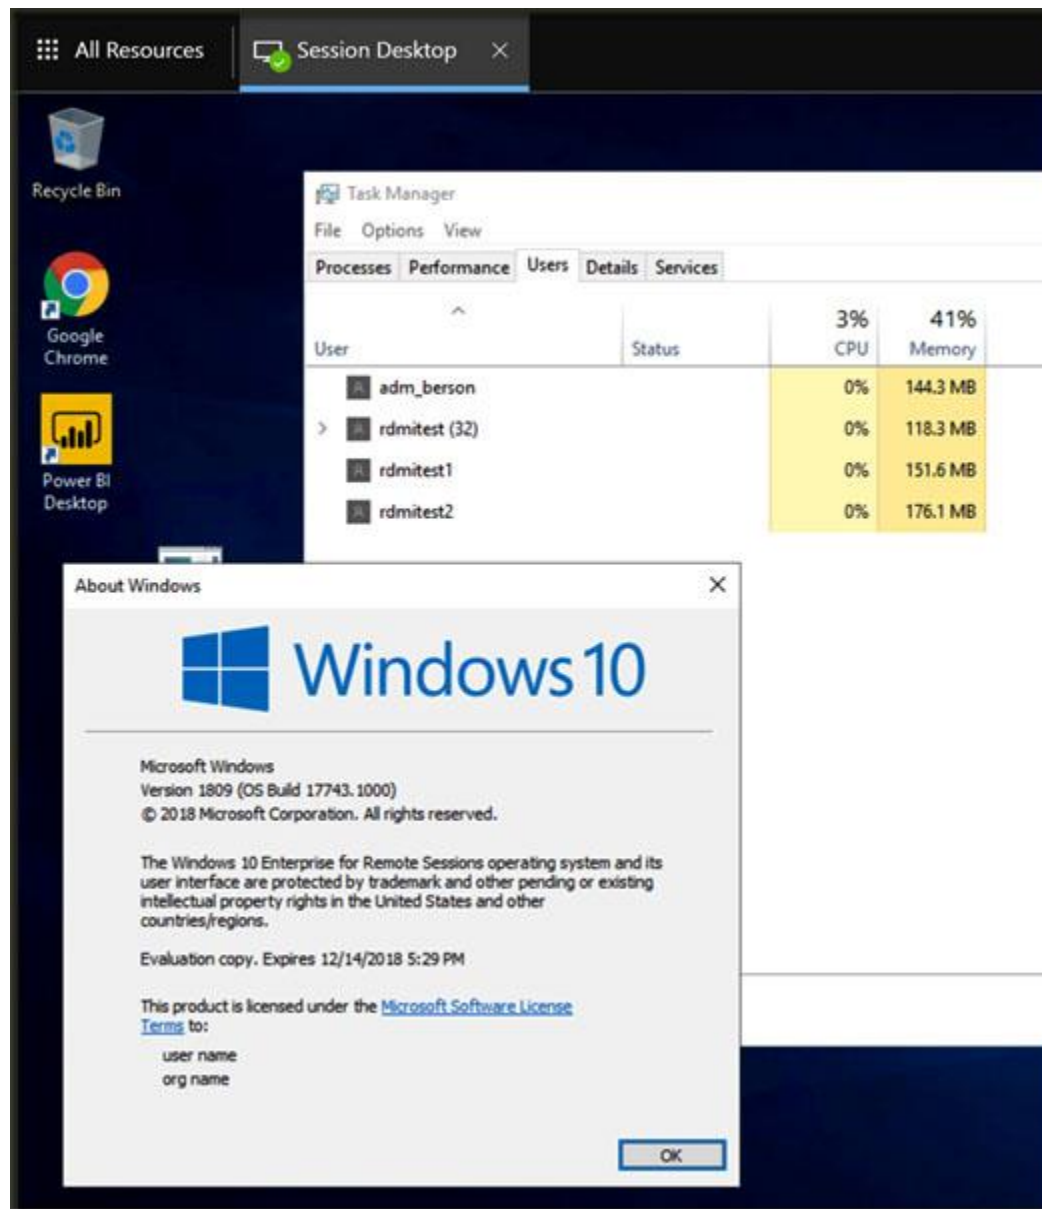 All Resources
Session Desktop
Recycle Bin
Google
Chrome
Power BI
Desktop
Task Manager
File Options View
Processes Performance Users Details Services
3% 41%
User Status CPU Memory
adm_berson 0% 144.3 MB
rdmitest (32) 0% 118.3 MB
rdmitest1 0% 151.6 MB
rdmitest2 0% 176.1 MB
About Windows
Windows 10
Microsoft Windows
Version 1809 (OS Build 17743.1000)
© 2018 Microsoft Corporation. All rights reserved.
The Windows 10 Enterprise for Remote Sessions operating system and its
user interface are protected by trademark and other pending or existing
intellectual property rights in the United States and other
countries/regions.
Evaluation copy. Expires 12/14/2018 5:29 PM
This product is licensed under the Microsoft Software License
Terms to:
user name
org name
OK